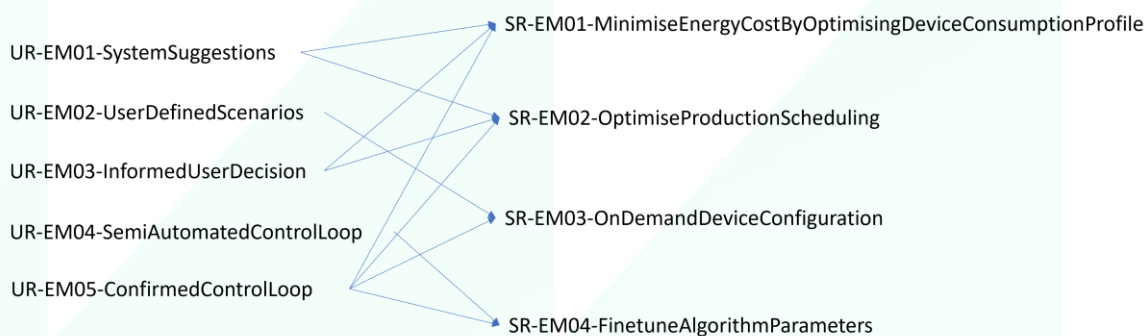 UR-EM01-SystemSuggestions
UR-EM02-UserDefinedScenarios
UR-EM03-InformedUserDecision
UR-EM04-SemiAutomatedControlLoop
UR-EM05-ConfirmedControlLoop
SR-EM01-MinimiseEnergyCostByOptimisingDeviceConsumptionProfile
SR-EM02-OptimiseProductionScheduling
SR-EM03-OnDemandDeviceConfiguration
SR-EM04-FinetuneAlgorithmParameters